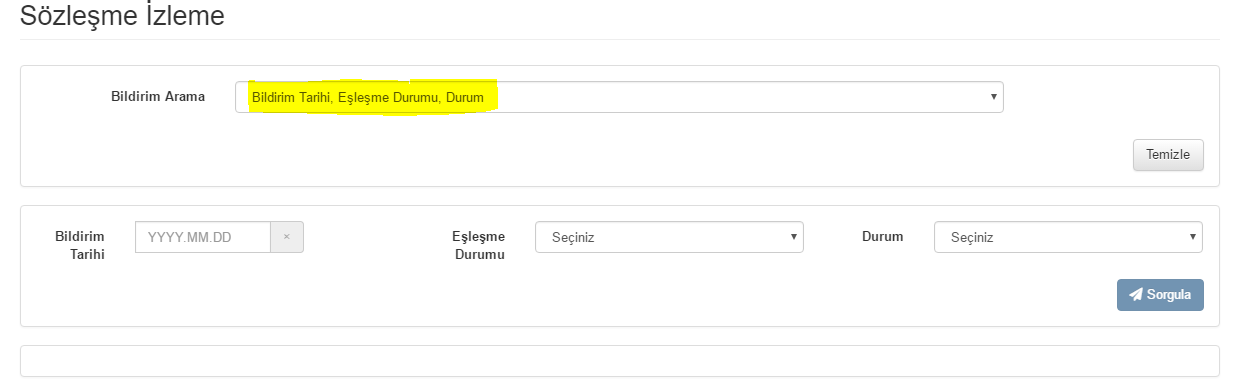 Sözleşme İzleme
Bildirim Arama
Bildirim Tarihi, Eşleşme Durumu, Durum
Temizle
Bildirim
Tarihi
YYYY.MM.DD
×
Eşleşme
Durumu
Seçiniz
Durum
Seçiniz
Sorgula